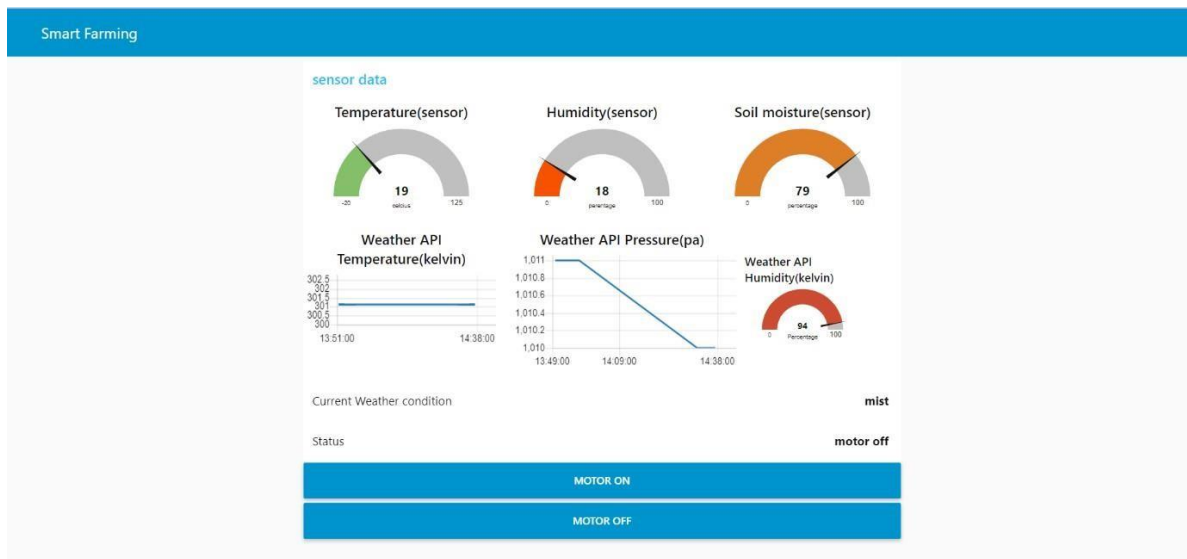 Smart Farming
sensor data
Temperature(sensor)
19
celcius
-20
125
Humidity(sensor)
18
percentage
0
100
Soil moisture(sensor)
79
percentage
0
100
Weather API
Temperature(kelvin)
302.5
302
301.5
301
300.5
300
13:51:00
14:38:00
Weather API Pressure(pa)
1,011
1,010.8
1,010.6
1,010.4
1,010.2
1,010
13:49:00
14:09:00
14:38:00
Weather API
Humidity(kelvin)
94
Percentage
0
100
Current Weather condition
mist
Status
motor off
MOTOR ON
MOTOR OFF